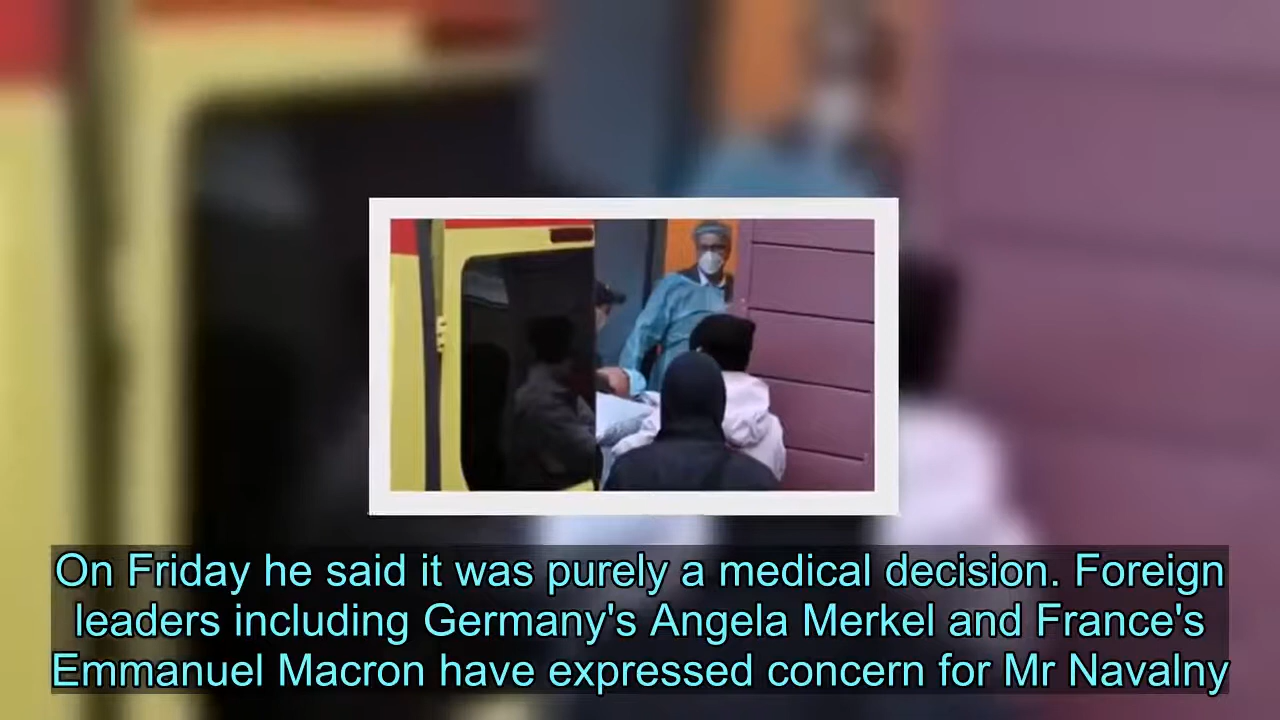 On Friday he said it was purely a medical decision. Foreign
leaders including Germany's Angela Merkel and France's
Emmanuel Macron have expressed concern for Mr Navalny